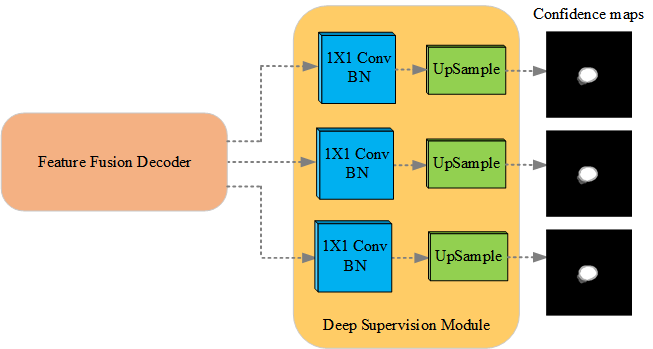 Confidence maps
1X1 Conv
BN
UpSample
Feature Fusion Decoder
1X1 Conv
BN
UpSample
1X1 Conv
BN
UpSample
Deep Supervision Module